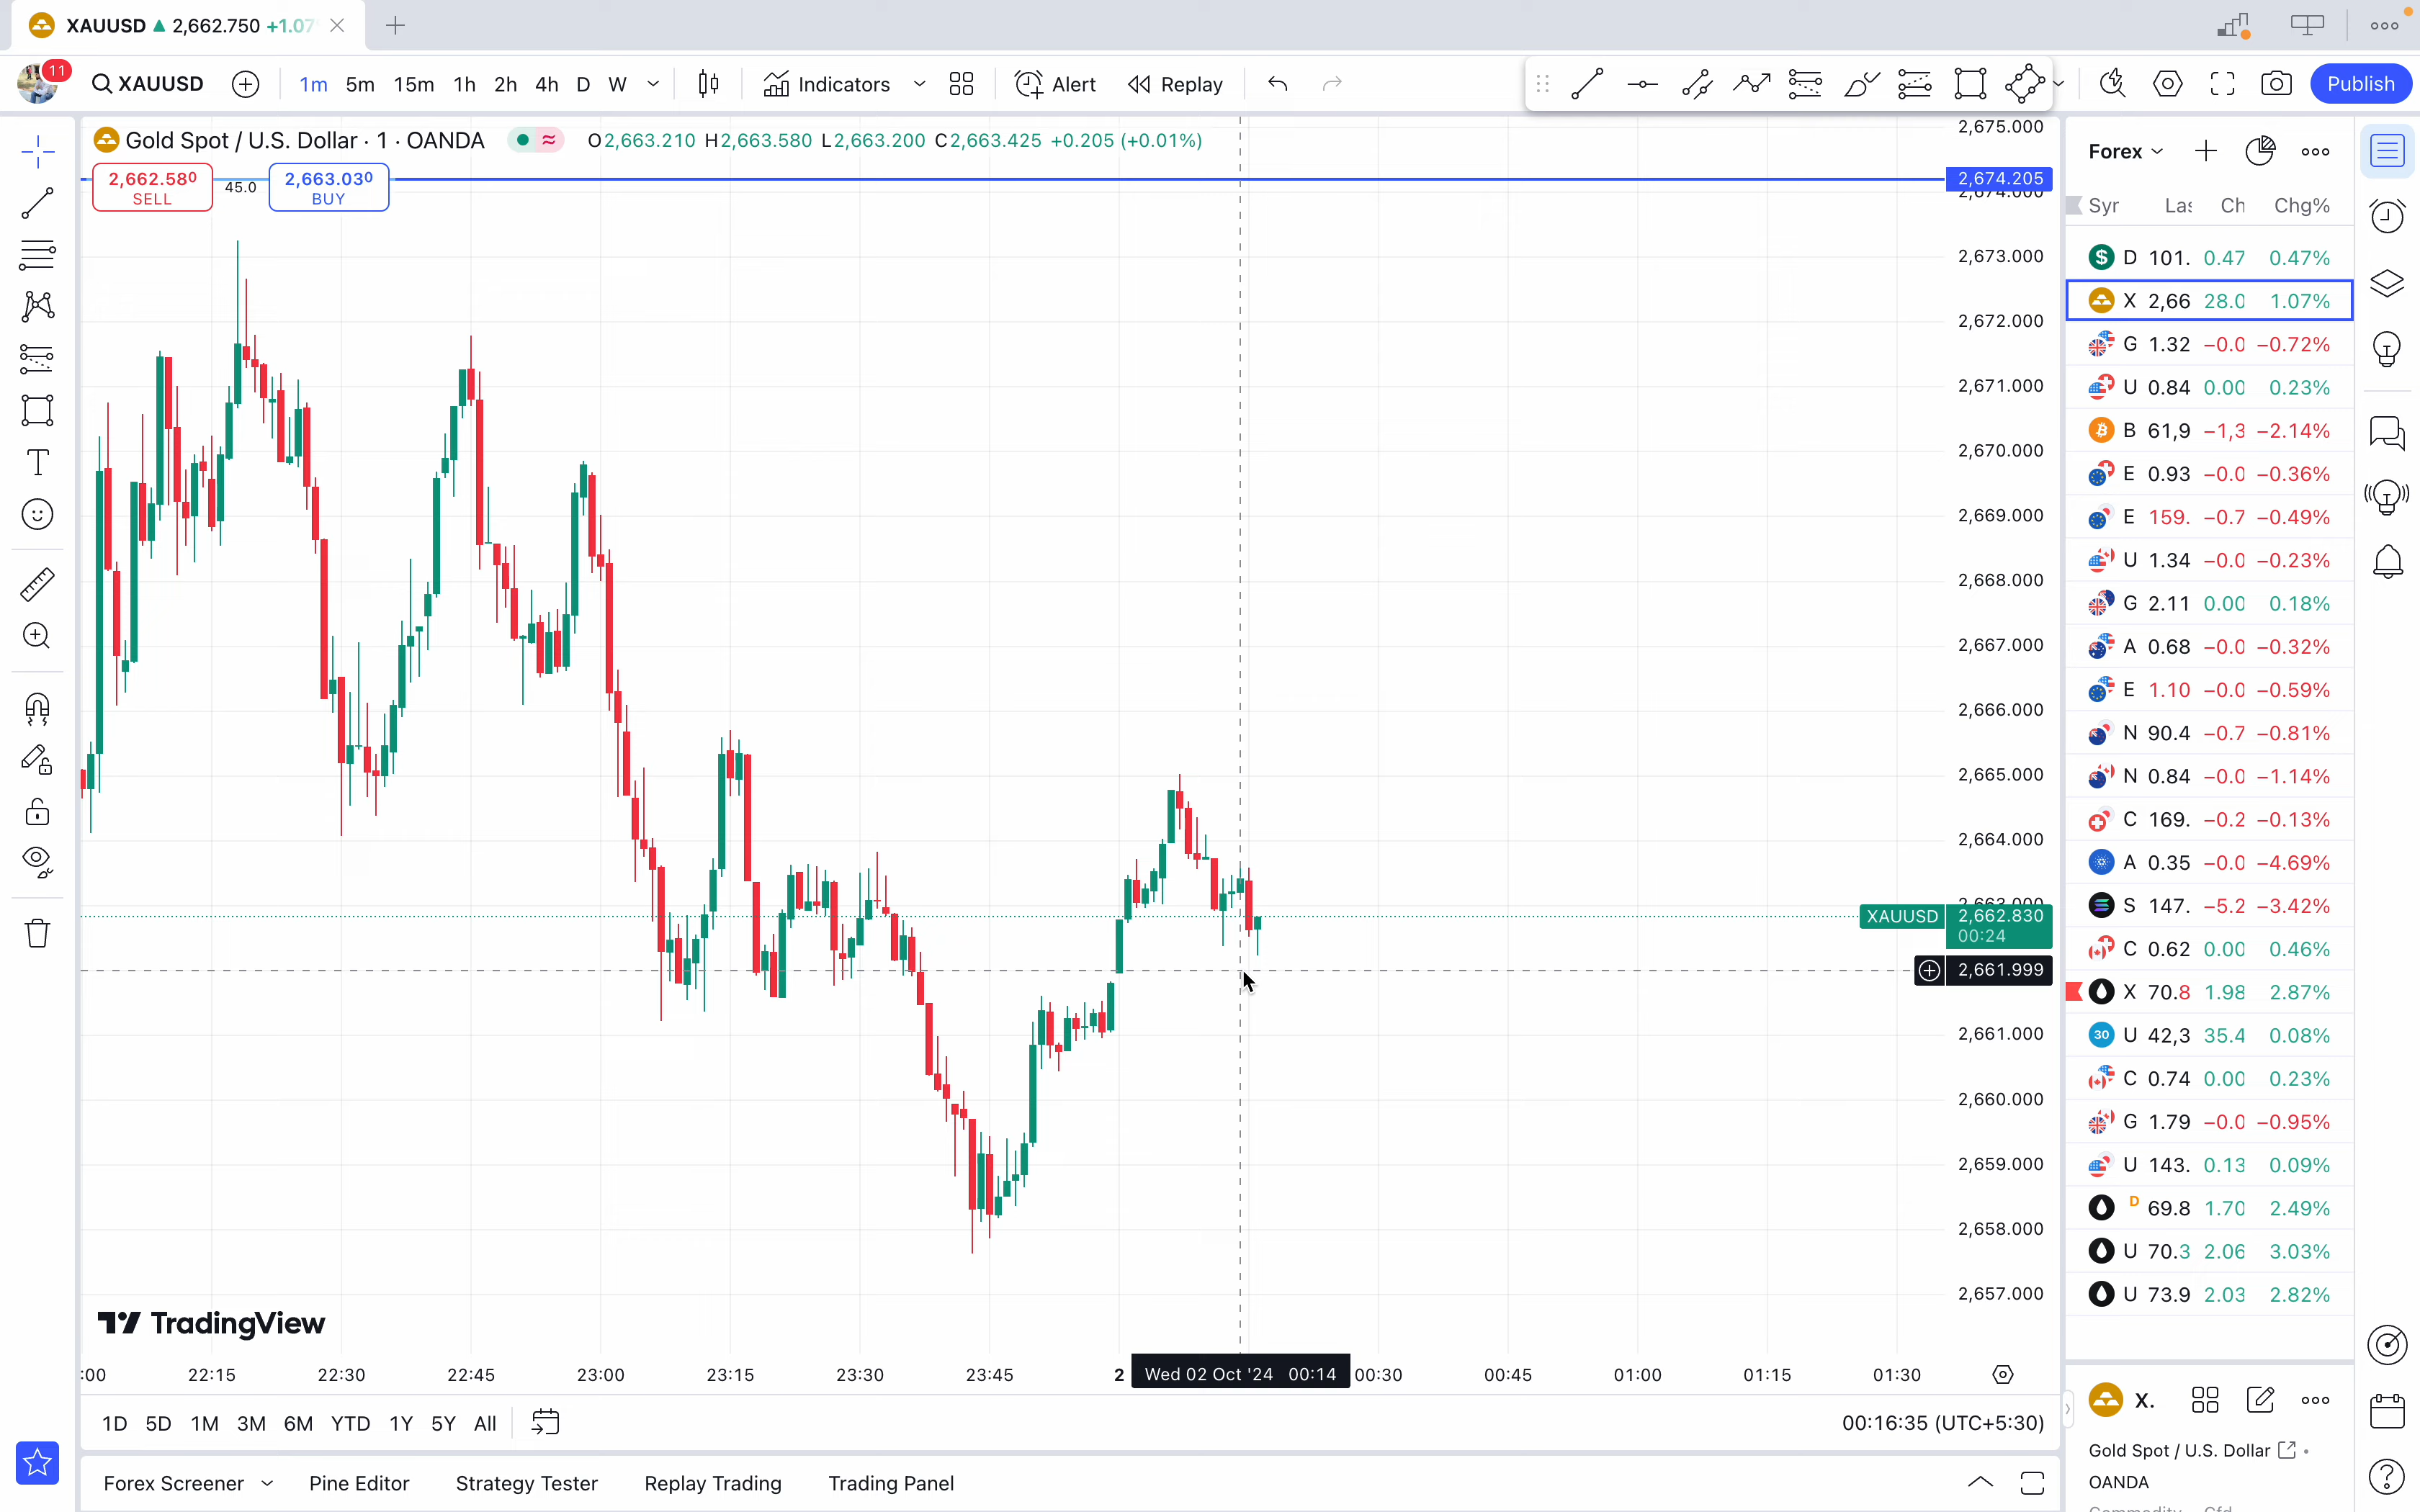 XAUUSD ▲ 2,662.750 +1.07
11 XAUUSD 1m 5m 15m 1h 2h 4h D W Indicators Alert Replay Publish
Gold Spot / U.S. Dollar · 1 · OANDA O2,663.210 H2,663.580 L2,663.200 C2,663.425 +0.205 (+0.01%)
2,662.580 SELL 45.0 2,663.030 BUY
2,675.000
2,674.205
2,674.000
2,673.000
2,672.000
2,671.000
2,670.000
2,669.000
2,668.000
2,667.000
2,666.000
2,665.000
2,664.000
2,663.000
XAUUSD 2,662.830
00:24
2,661.999
2,661.000
2,660.000
2,659.000
2,658.000
2,657.000
TradingView
:00 22:15 22:30 22:45 23:00 23:15 23:30 23:45 2 Wed 02 Oct '24 00:14 00:30 00:45 01:00 01:15 01:30
1D 5D 1M 3M 6M YTD 1Y 5Y All 00:16:35 (UTC+5:30)
Forex Screener Pine Editor Strategy Tester Replay Trading Trading Panel
Forex
Syr Las Ch Chg%
D 101. 0.47 0.47%
X 2,66 28.0 1.07%
G 1.32 −0.0 −0.72%
U 0.84 0.00 0.23%
B 61,9 −1,3 −2.14%
E 0.93 −0.0 −0.36%
E 159. −0.7 −0.49%
U 1.34 −0.0 −0.23%
G 2.11 0.00 0.18%
A 0.68 −0.0 −0.32%
E 1.10 −0.0 −0.59%
N 90.4 −0.7 −0.81%
N 0.84 −0.0 −1.14%
C 169. −0.2 −0.13%
A 0.35 −0.0 −4.69%
S 147. −5.2 −3.42%
C 0.62 0.00 0.46%
X 70.8 1.98 2.87%
30 U 42,3 35.4 0.08%
C 0.74 0.00 0.23%
G 1.79 −0.0 −0.95%
U 143. 0.13 0.09%
D 69.8 1.70 2.49%
U 70.3 2.06 3.03%
U 73.9 2.03 2.82%
X.
Gold Spot / U.S. Dollar •
OANDA